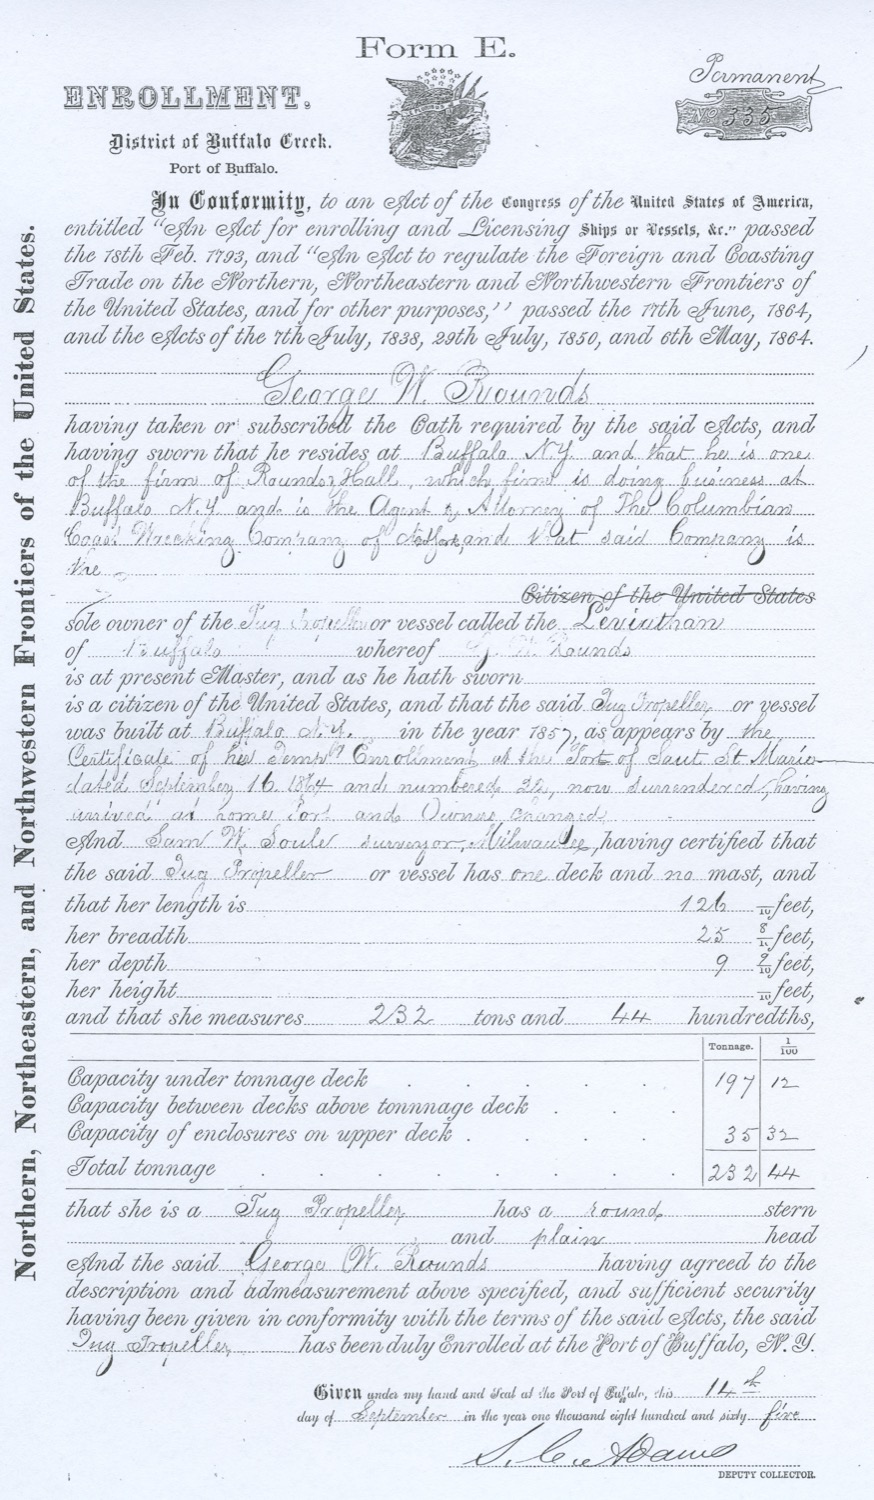 Form E.
Permanent
ENROLLMENT.
No 335
District of Buffalo Creek.
Port of Buffalo.
Northern, Northeastern, and Northwestern Frontiers of the United States.
In Conformity, to an Act of the Congress of the United States of America,
entitled "An Act for enrolling and Licensing Ships or Vessels, &c." passed
the 18th Feb. 1793, and "An Act to regulate the Foreign and Coasting
Trade on the Northern, Northeastern and Northwestern Frontiers of
the United States, and for other purposes," passed the 17th June, 1864,
and the Acts of the 7th July, 1838, 29th July, 1850, and 6th May, 1864.
George W. Rounds
having taken or subscribed the Oath required by the said Acts, and
having sworn that he resides at Buffalo N.Y. and that he is one
of the firm of Rounds & Hall, which firm is doing business at
Buffalo N.Y. and is the Agent & Attorney of The Columbian
Coast Wrecking Company of and that said Company is
the
Citizen of the United States
sole owner of the Tug Propeller or vessel called the Leviathan
of Buffalo whereof G. W. Rounds
is at present Master, and as he hath sworn
is a citizen of the United States, and that the said Tug Propeller or vessel
was built at Buffalo N.Y. in the year 1857, as appears by the
Certificate of her Tempy Enrollment at the Port of Saut St Marie
dated September 16 1864 and numbered 32, now surrendered, having
arrived at home Port and Owners changed
And Sam W. Soule surveyor, Milwaukee, having certified that
the said Tug Propeller or vessel has one deck and no mast, and
that her length is 126 /10 feet,
her breadth 25 8/10 feet,
her depth 9 9/10 feet,
her height /10 feet,
and that she measures 232 tons and 44 hundredths,
Tonnage. 1/100
Capacity under tonnage deck . . . . . 197 12
Capacity between decks above tonnnage deck . . .
Capacity of enclosures on upper deck . . . . 35 32
Total tonnage . . . . . . . 232 44
that she is a Tug Propeller has a round stern
and plain head
And the said George W. Rounds having agreed to the
description and admeasurement above specified, and sufficient security
having been given in conformity with the terms of the said Acts, the said
Tug Propeller has been duly Enrolled at the Port of Buffalo, N. Y.
Given under my hand and Seal at the Port of Buffalo, this 14th
day of September in the year one thousand eight hundred and sixty five
Adams
DEPUTY COLLECTOR.